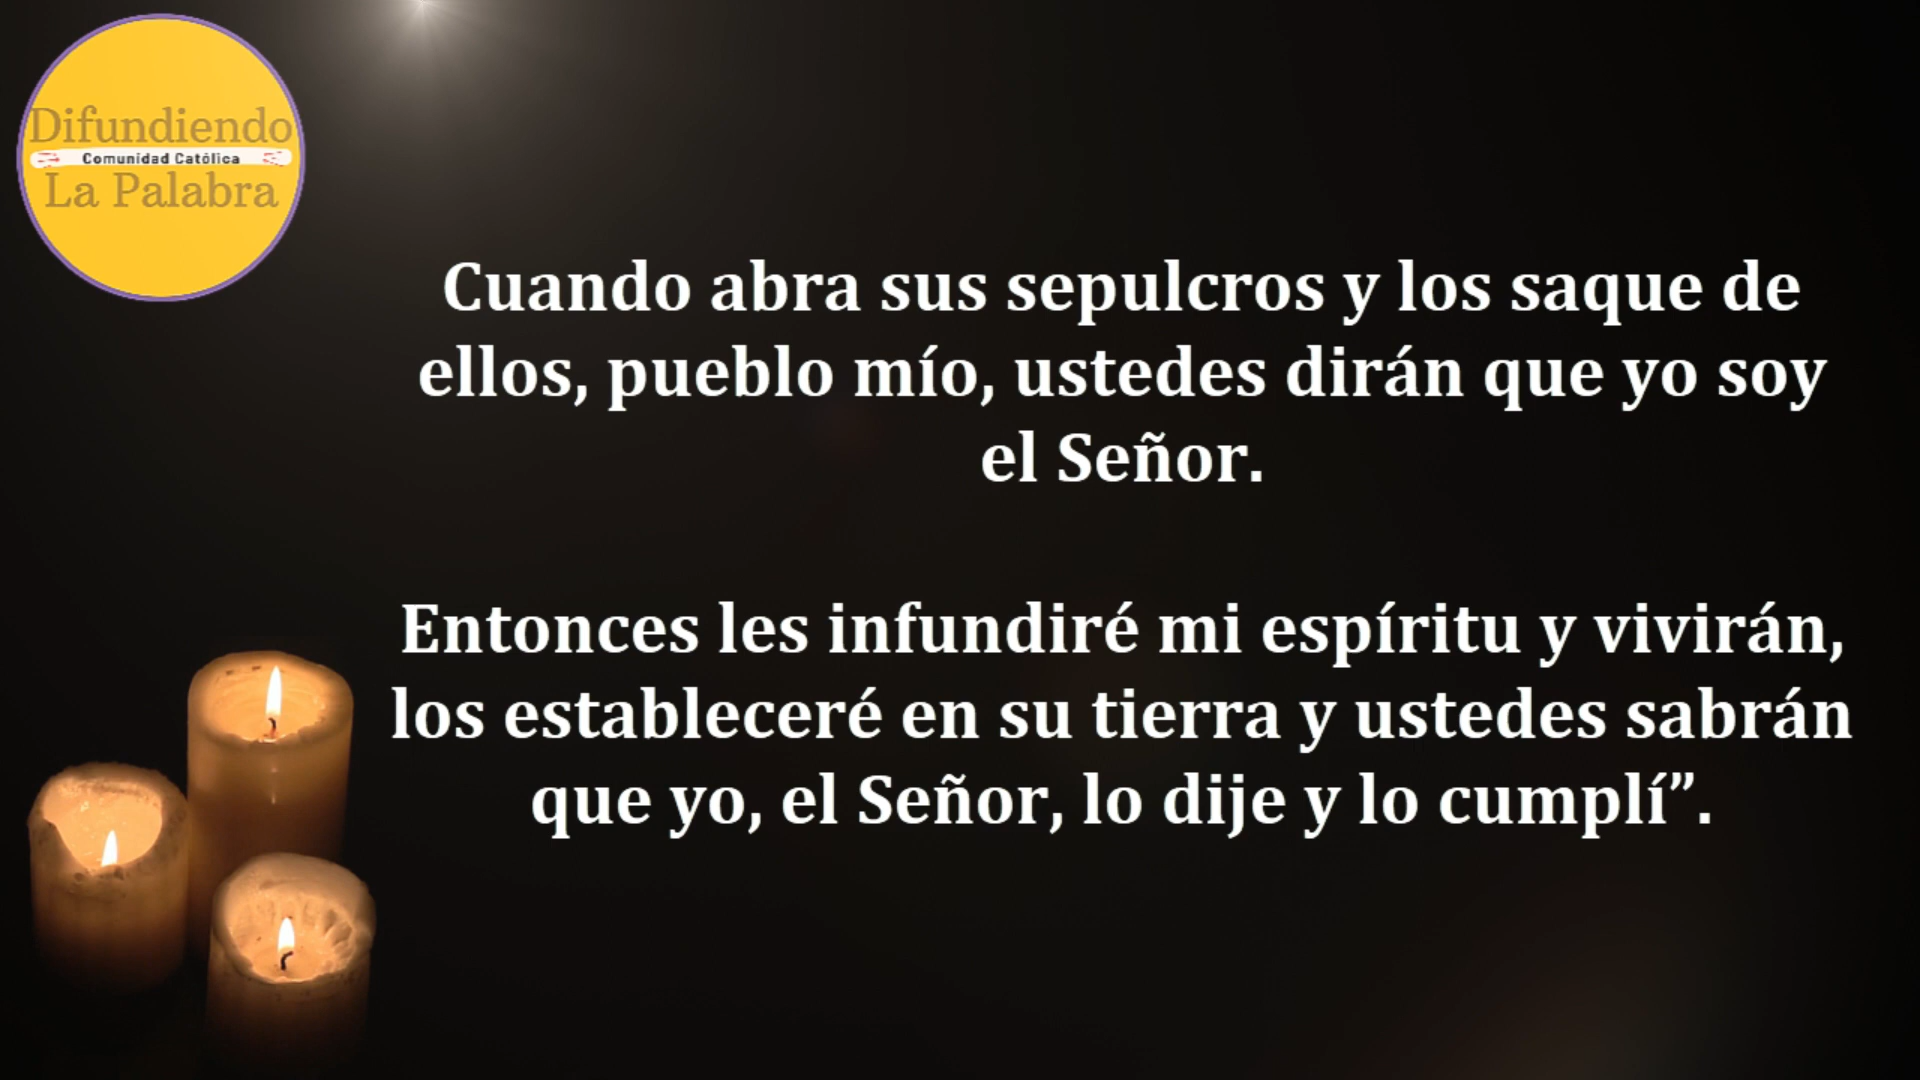 Difundiendo
Comunidad Católica
La Palabra
Cuando abra sus sepulcros y los saque de
ellos, pueblo mío, ustedes dirán que yo soy
el Señor.
Entonces les infundiré mi espíritu y vivirán,
los estableceré en su tierra y ustedes sabrán
que yo, el Señor, lo dije y lo cumplí”.